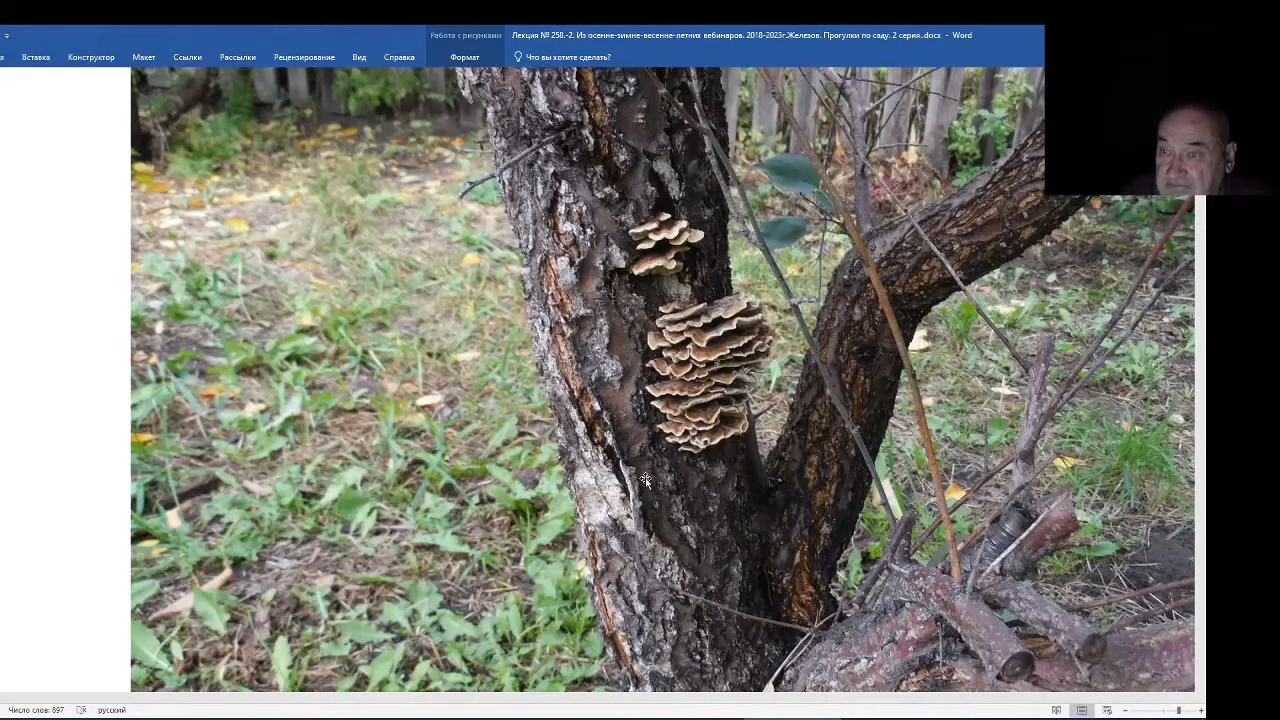 Работа с рисунками
Лекция № 258.-2. Из осенне-зимне-весенне-летних вебинаров. 2018-2023г.Железов. Прогулки по саду. 2 серия..docx - Word
я Вставка Конструктор Макет Ссылки Рассылки Рецензирование Вид Справка Формат Что вы хотите сделать?
Число слов: 897 русский